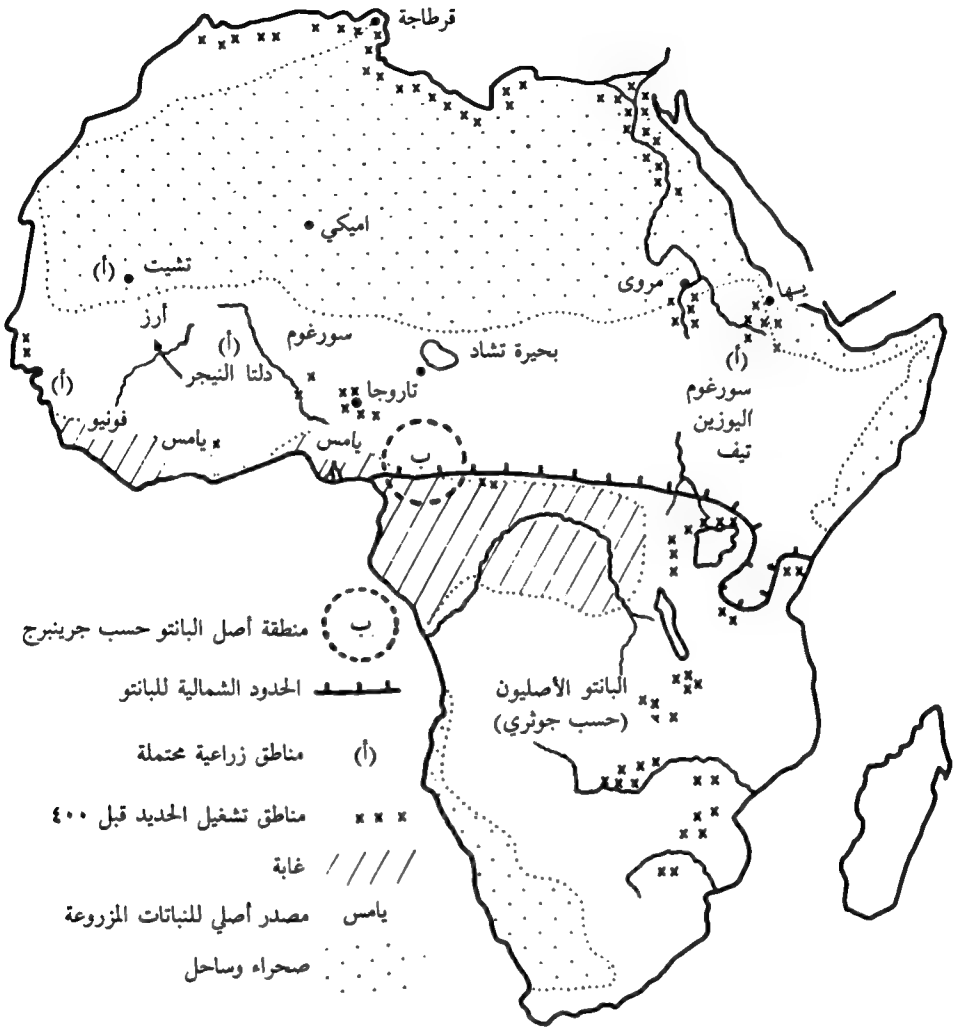 قرطاجة
اميكي
تشيت
(أ)
مروى
يـها
أرز
سورغوم
(أ)
بحيرة تشاد
دلتا النيجر
تاروجا
(أ)
(أ)
سورغوم
اليوزين
تيف
فونيو
يامس
يامس
ب
ب
منطقة أصل البانتو حسب جرينبرج
الحدود الشمالية للبانتو
(أ)
مناطق زراعية محتملة
x x x
مناطق تشغيل الحديد قبل ٤٠٠
غابة
يامس
مصدر أصلي للنباتات المزروعة
صحراء وساحل
البانتو الأصليون
(حسب جوثري)